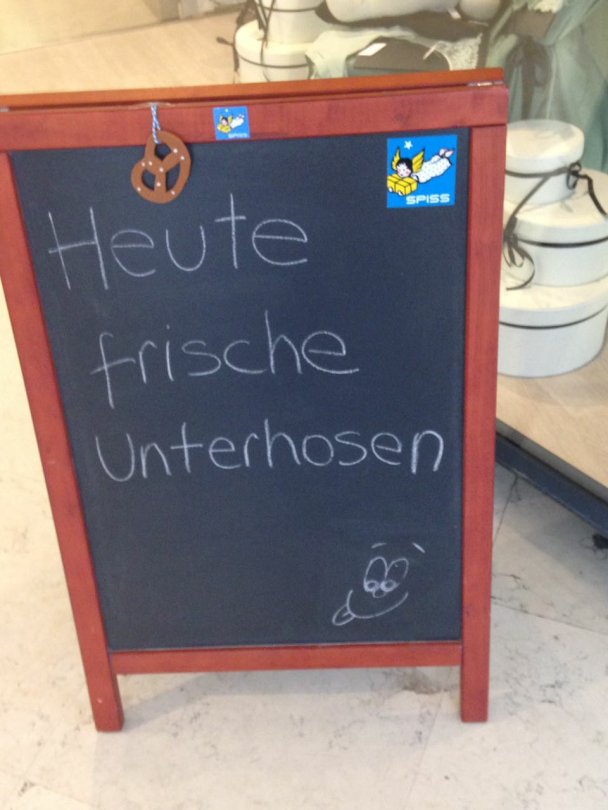 SPISS
SPISS
Heute
frische
Unterhosen